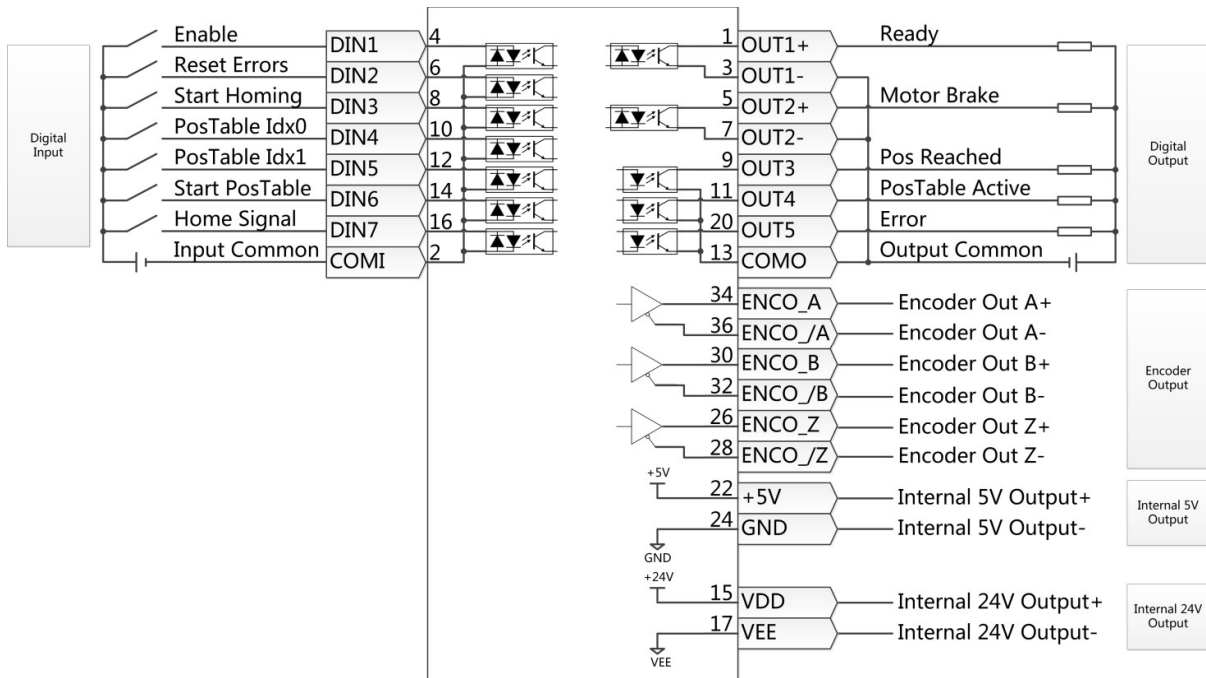 Digital
Input
Enable
DIN1
4
Reset Errors
DIN2
6
Start Homing
DIN3
8
PosTable Idx0
DIN4
10
PosTable Idx1
DIN5
12
Start PosTable
DIN6
14
Home Signal
DIN7
16
Input Common
COMI
2
1
OUT1+
Ready
3
OUT1-
5
OUT2+
Motor Brake
7
OUT2-
9
OUT3
Pos Reached
11
OUT4
PosTable Active
20
OUT5
Error
13
COMO
Output Common
Digital
Output
34
ENCO_A
Encoder Out A+
36
ENCO_/A
Encoder Out A-
30
ENCO_B
Encoder Out B+
32
ENCO_/B
Encoder Out B-
26
ENCO_Z
Encoder Out Z+
28
ENCO_/Z
Encoder Out Z-
Encoder
Output
+5V
22
+5V
Internal 5V Output+
24
GND
Internal 5V Output-
GND
Internal 5V
Output
+24V
15
VDD
Internal 24V Output+
17
VEE
Internal 24V Output-
VEE
Internal 24V
Output